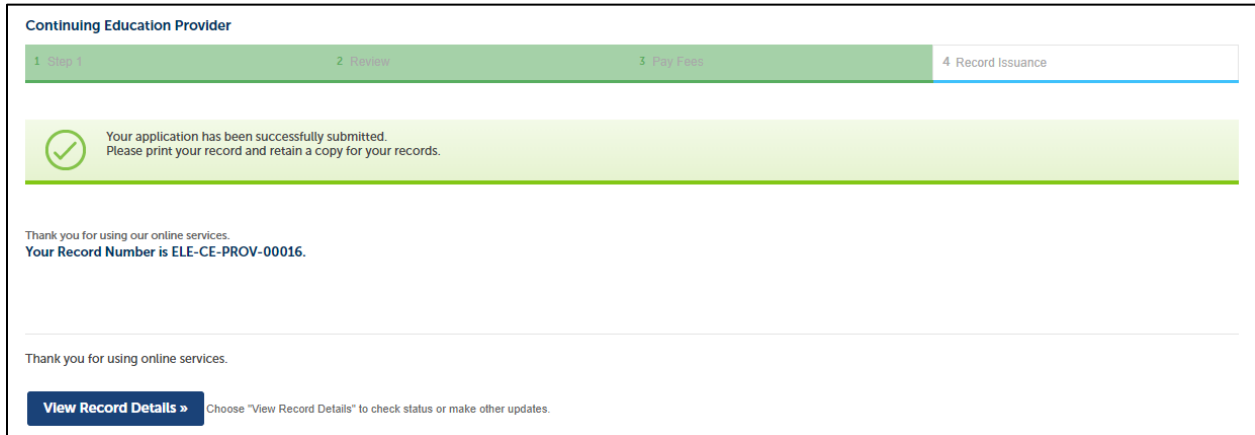 Continuing Education Provider
1 Step 1 2 Review 3 Pay Fees 4 Record Issuance
Your application has been successfully submitted.
Please print your record and retain a copy for your records.
Thank you for using our online services.
Your Record Number is ELE-CE-PROV-00016.
Thank you for using online services.
View Record Details » Choose "View Record Details" to check status or make other updates.